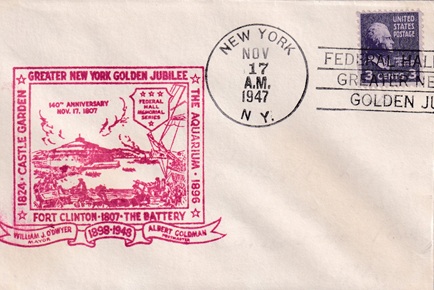 GREATER NEW YORK GOLDEN JUBILEE
140TH ANNIVERSARY
NOV. 17, 1807
FEDERAL
HALL
MEMORIAL
SERIES
1824 · CASTLE GARDEN
THE AQUARIUM · 1896
FORT CLINTON · 1807 · THE BATTERY
WILLIAM J. O'DWYER
MAYOR
1898 - 1948
ALBERT GOLDMAN
POSTMASTER
NEW YORK
NOV
17
A.M.
1947
N.Y.
UNITED
STATES
POSTAGE
3 CENTS 3
FEDERAL HALL
GREATER NE
GOLDEN JU